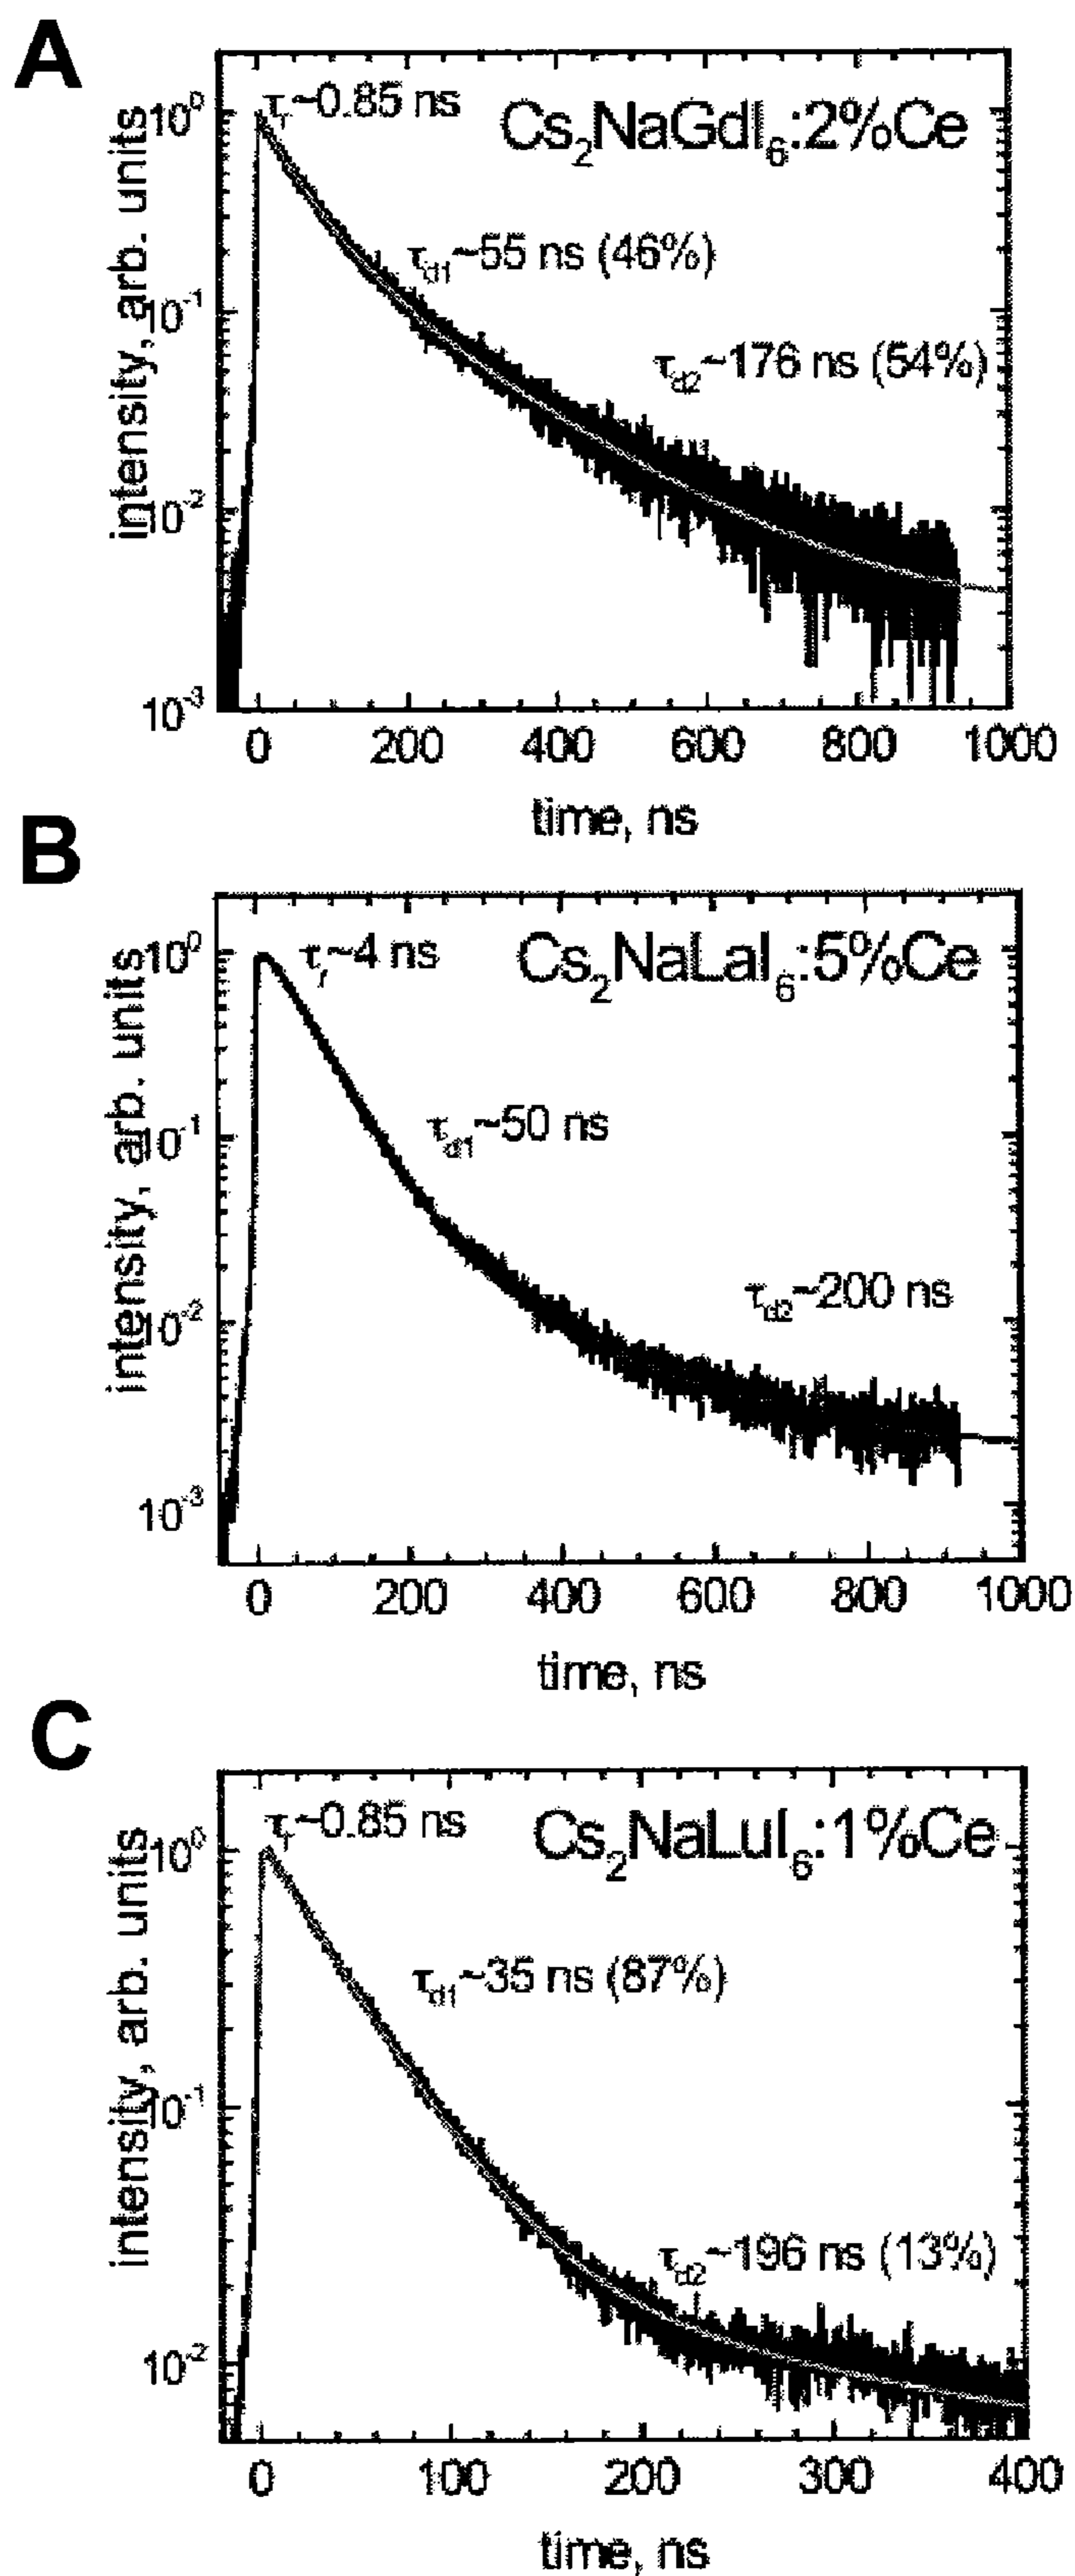 A
τr~0.85 ns
Cs2NaGdI6:2%Ce
τd1~55 ns (46%)
τd2~176 ns (54%)
intensity, arb. units
10^0
10^-1
10^-2
10^-3
0 200 400 600 800 1000
time, ns
B
τr~4 ns
Cs2NaLaI6:5%Ce
τd1~50 ns
τd2~200 ns
intensity, arb. units
10^0
10^-1
10^-2
10^-3
0 200 400 600 800 1000
time, ns
C
τr~0.85 ns
Cs2NaLuI6:1%Ce
τd1~35 ns (87%)
τd2~196 ns (13%)
intensity, arb. units
10^0
10^-1
10^-2
0 100 200 300 400
time, ns